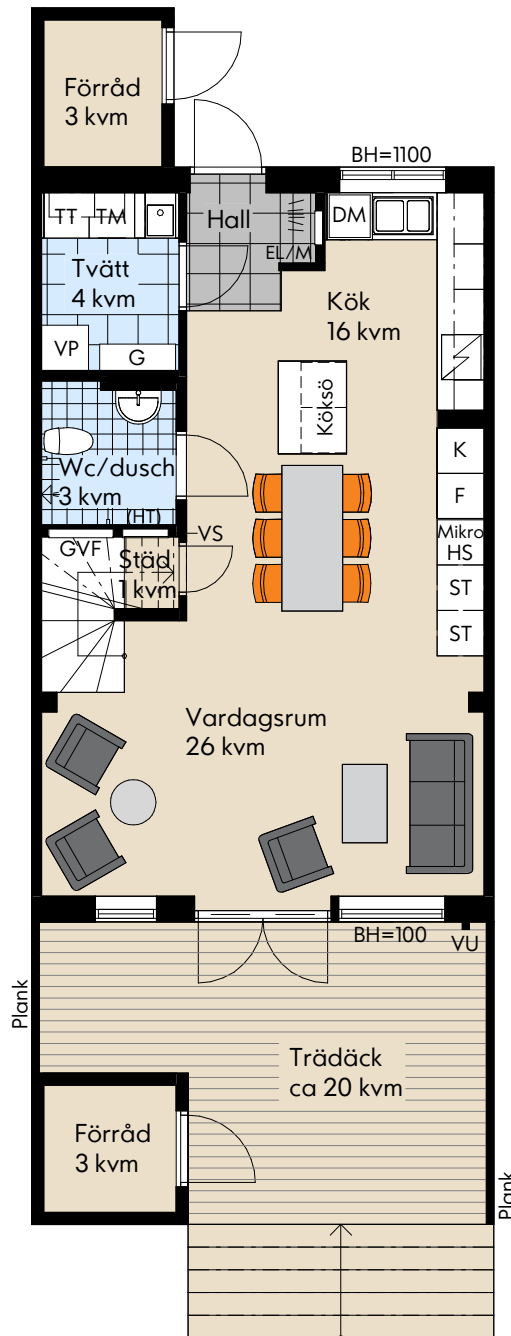 Förråd
3 kvm
BH=1100
TT TM
Hall
DM
EL/M
Tvätt
4 kvm
Kök
16 kvm
VP
G
Köksö
K
Wc/dusch
3 kvm
F
(HT)
VS
Mikro
HS
GVF
Städ
1 kvm
ST
ST
Vardagsrum
26 kvm
BH=100
VU
Plank
Trädäck
ca 20 kvm
Förråd
3 kvm
Plank